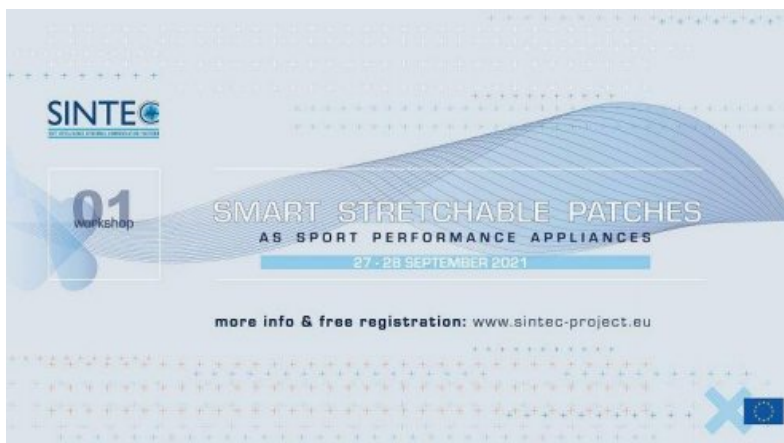 SINTEC
01
workshop
SMART STRETCHABLE PATCHES
AS SPORT PERFORMANCE APPLIANCES
27 - 28 SEPTEMBER 2021
more info & free registration: www.sintec-project.eu